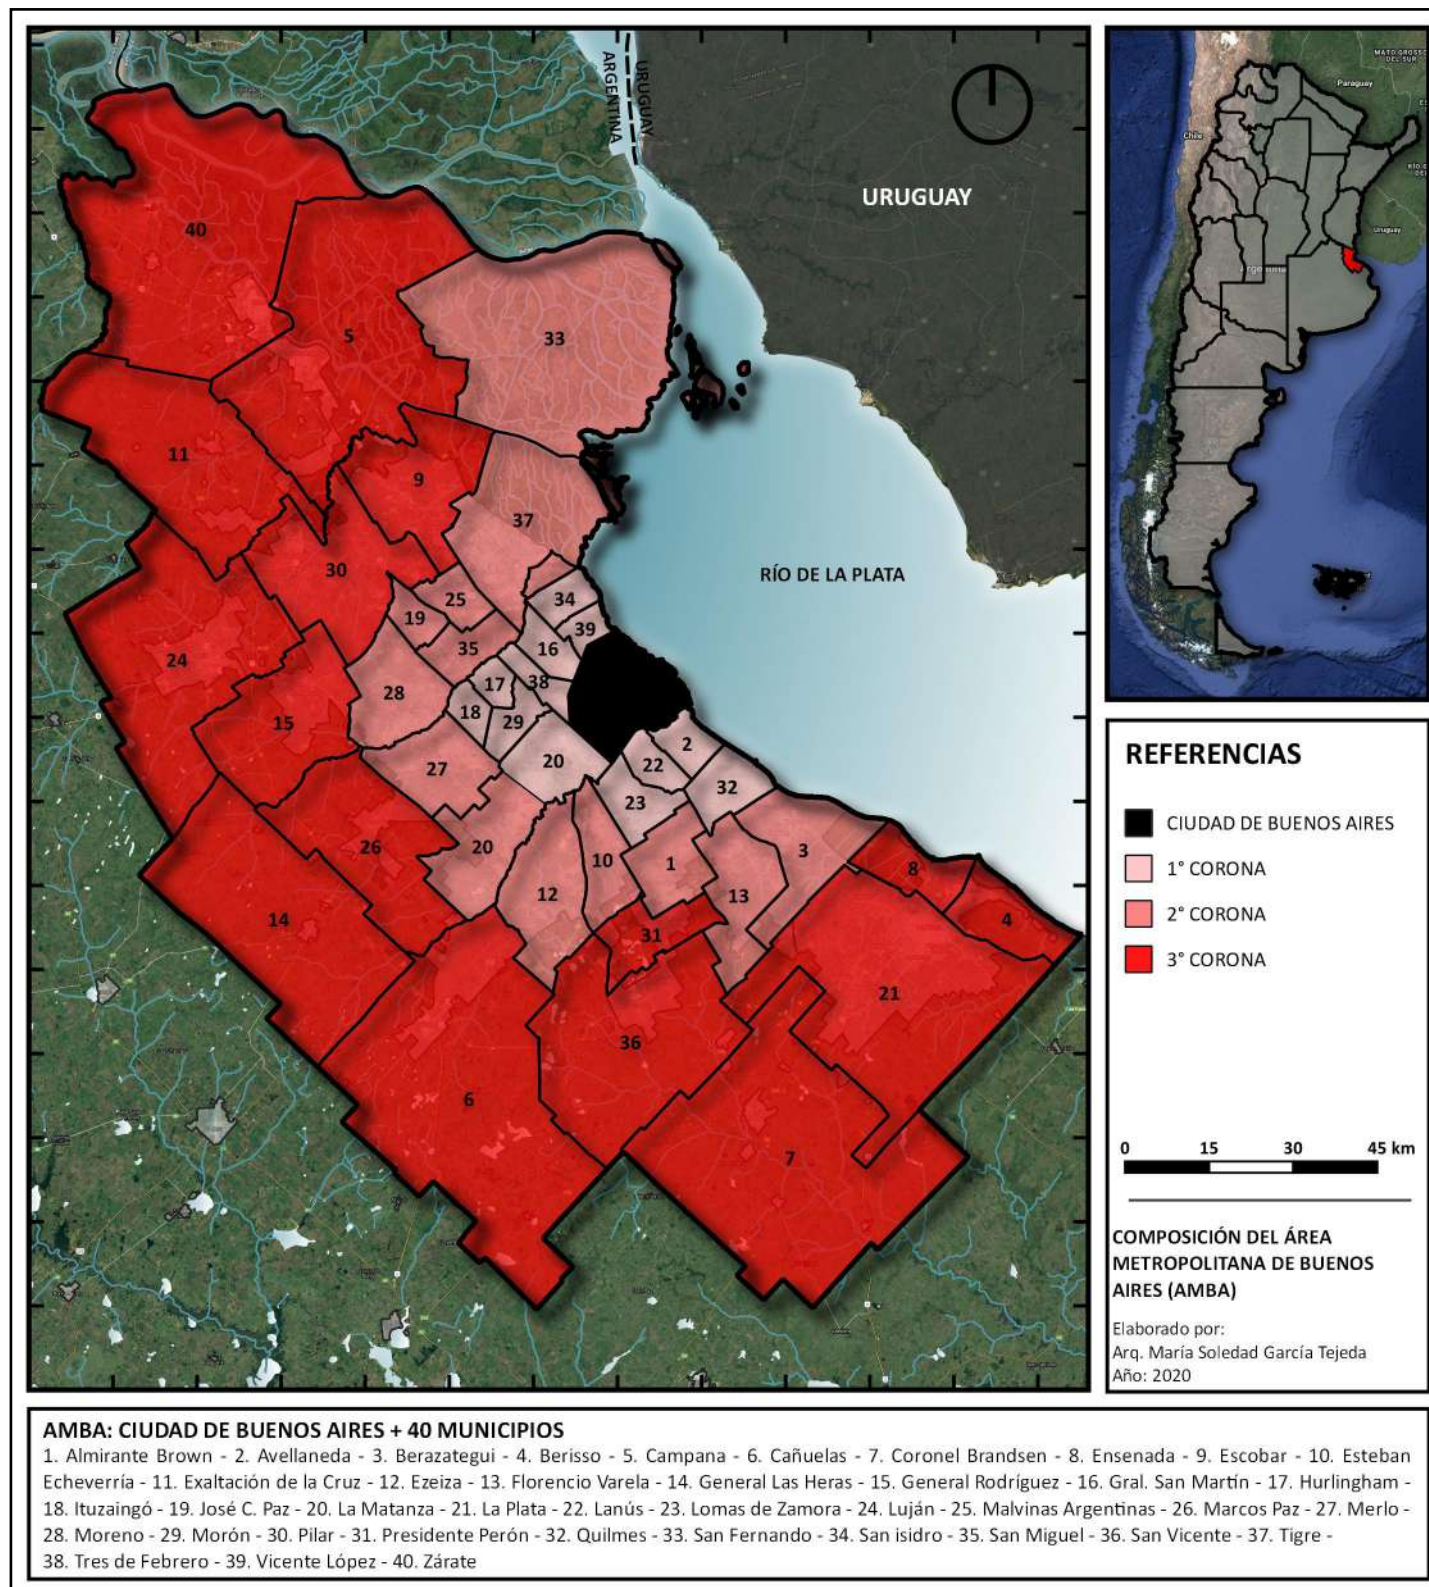 ARGENTINA
URUGUAY
URUGUAY
RÍO DE LA PLATA
40
5
33
11
9
37
30
25
34
19
39
24
35
16
28
17
38
18
29
15
2
20
22
27
32
23
26
20
10
1
3
8
12
13
14
31
4
21
36
6
7
MATO GROSSO
DEL SUR
Paraguay
Chile
Uruguay
REFERENCIAS
CIUDAD DE BUENOS AIRES
1° CORONA
2° CORONA
3° CORONA
0 15 30 45 km
COMPOSICIÓN DEL ÁREA
METROPOLITANA DE BUENOS
AIRES (AMBA)
Elaborado por:
Arq. María Soledad García Tejeda
Año: 2020
AMBA: CIUDAD DE BUENOS AIRES + 40 MUNICIPIOS
1. Almirante Brown - 2. Avellaneda - 3. Berazategui - 4. Berisso - 5. Campana - 6. Cañuelas - 7. Coronel Brandsen - 8. Ensenada - 9. Escobar - 10. Esteban
Echeverría - 11. Exaltación de la Cruz - 12. Ezeiza - 13. Florencio Varela - 14. General Las Heras - 15. General Rodríguez - 16. Gral. San Martín - 17. Hurlingham -
18. Ituzaingó - 19. José C. Paz - 20. La Matanza - 21. La Plata - 22. Lanús - 23. Lomas de Zamora - 24. Luján - 25. Malvinas Argentinas - 26. Marcos Paz - 27. Merlo -
28. Moreno - 29. Morón - 30. Pilar - 31. Presidente Perón - 32. Quilmes - 33. San Fernando - 34. San isidro - 35. San Miguel - 36. San Vicente - 37. Tigre -
38. Tres de Febrero - 39. Vicente López - 40. Zárate